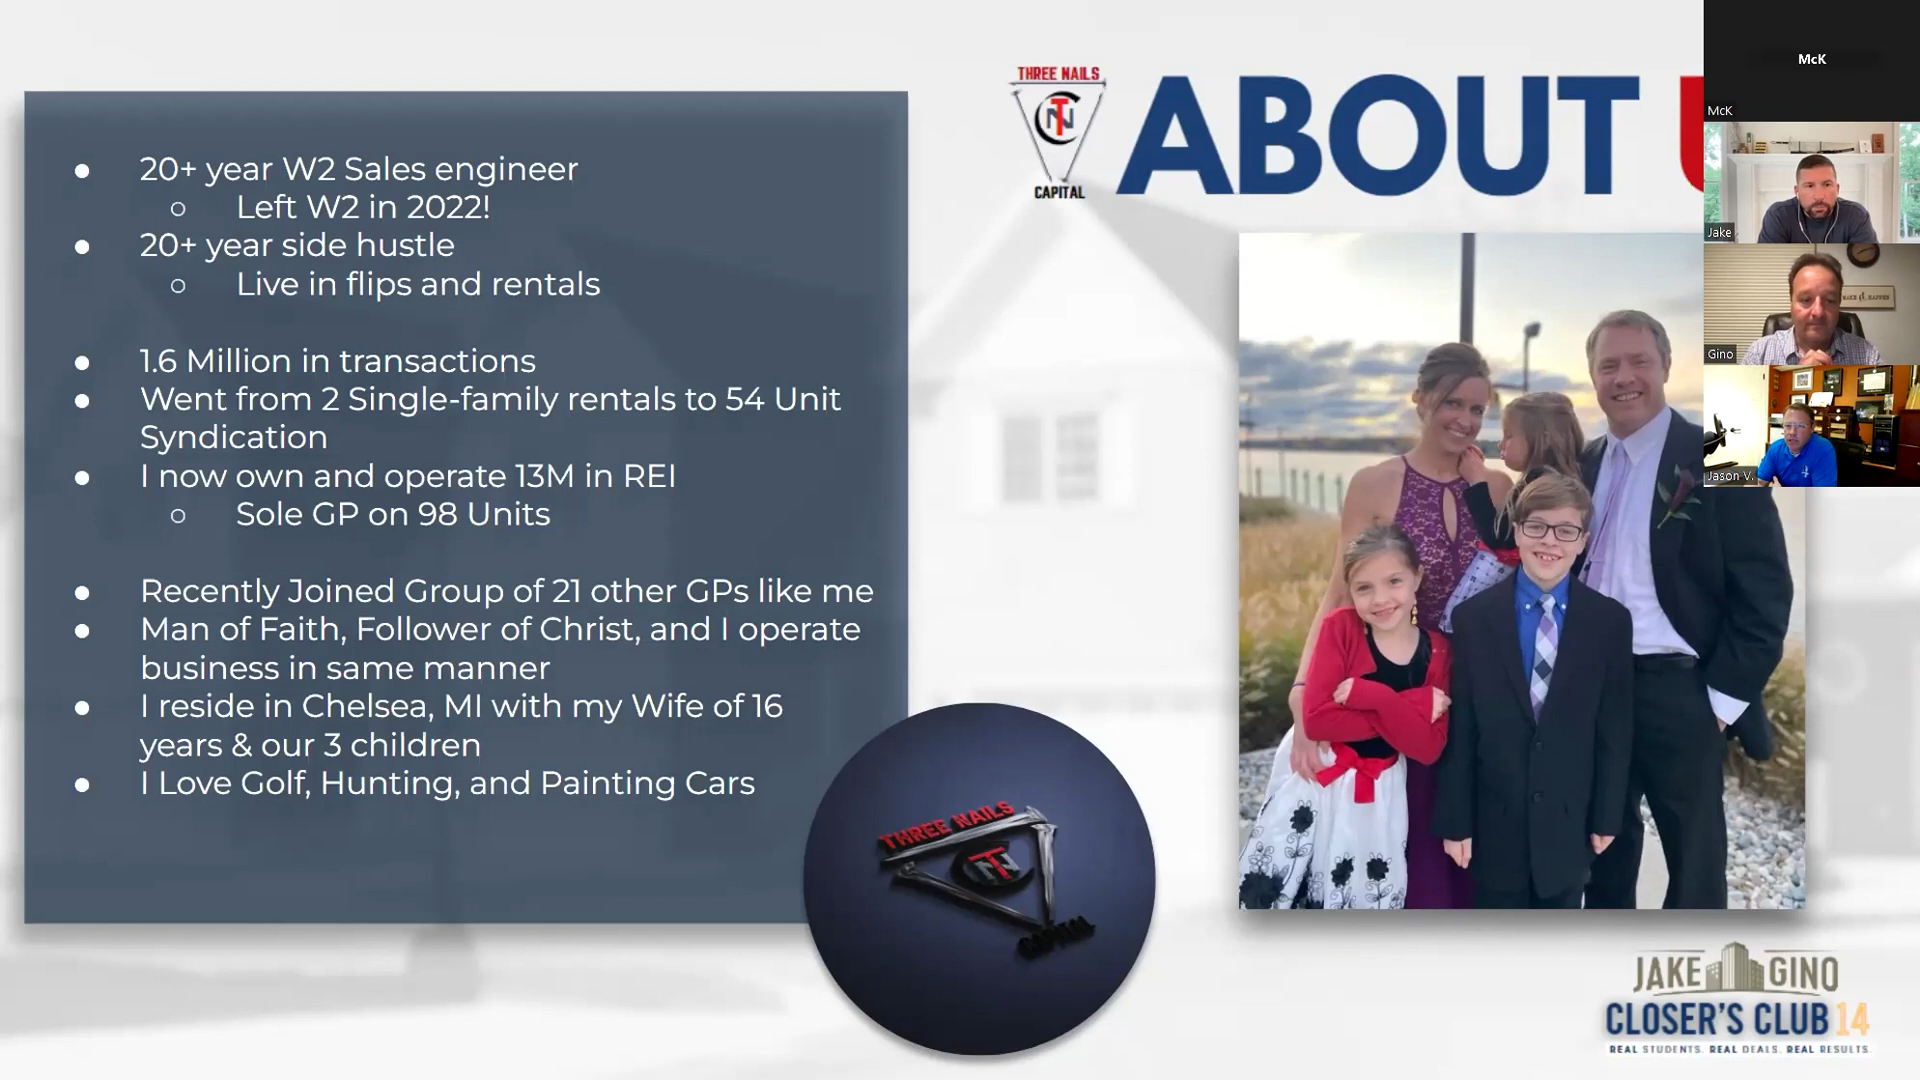 THREE NAILS
CTN
CAPITAL
ABOUT
● 20+ year W2 Sales engineer
○ Left W2 in 2022!
● 20+ year side hustle
○ Live in flips and rentals
● 1.6 Million in transactions
● Went from 2 Single-family rentals to 54 Unit
Syndication
● I now own and operate 13M in REI
○ Sole GP on 98 Units
● Recently Joined Group of 21 other GPs like me
● Man of Faith, Follower of Christ, and I operate
business in same manner
● I reside in Chelsea, MI with my Wife of 16
years & our 3 children
● I Love Golf, Hunting, and Painting Cars
THREE NAILS
TN
CAPITAL
McK
McK
Jake
Gino
Jason V.
JAKE GINO
CLOSER'S CLUB 14
REAL STUDENTS. REAL DEALS. REAL RESULTS.